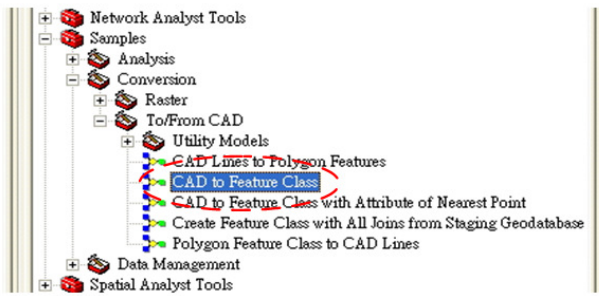 Network Analyst Tools
Samples
Analysis
Conversion
Raster
To/From CAD
Utility Models
CAD Lines to Polygon Features
CAD to Feature Class
CAD to Feature Class with Attribute of Nearest Point
Create Feature Class with All Joins from Staging Geodatabase
Polygon Feature Class to CAD Lines
Data Management
Spatial Analyst Tools